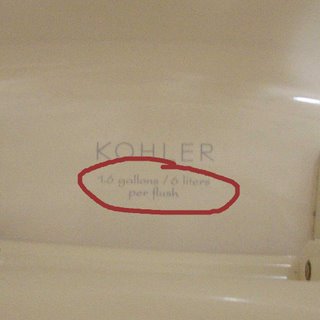 KOHLER
1.6 gallons / 6 liters
per flush